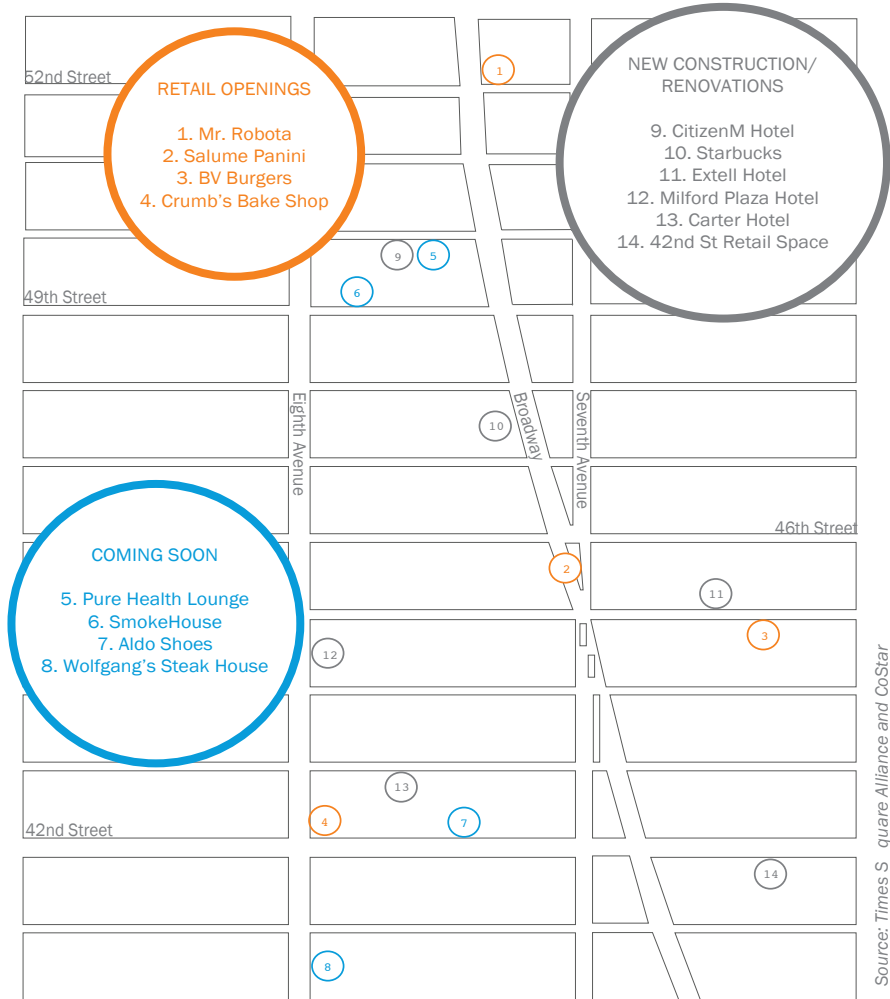 52nd Street
RETAIL OPENINGS
1. Mr. Robota
2. Salume Panini
3. BV Burgers
4. Crumb's Bake Shop
1
NEW CONSTRUCTION/
RENOVATIONS
9. CitizenM Hotel
10. Starbucks
11. Extell Hotel
12. Milford Plaza Hotel
13. Carter Hotel
14. 42nd St Retail Space
9
5
6
49th Street
Eighth Avenue
10
Broadway
Seventh Avenue
46th Street
COMING SOON
5. Pure Health Lounge
6. SmokeHouse
7. Aldo Shoes
8. Wolfgang's Steak House
2
11
3
12
13
4
7
42nd Street
14
8
Source: Times S quare Alliance and CoStar